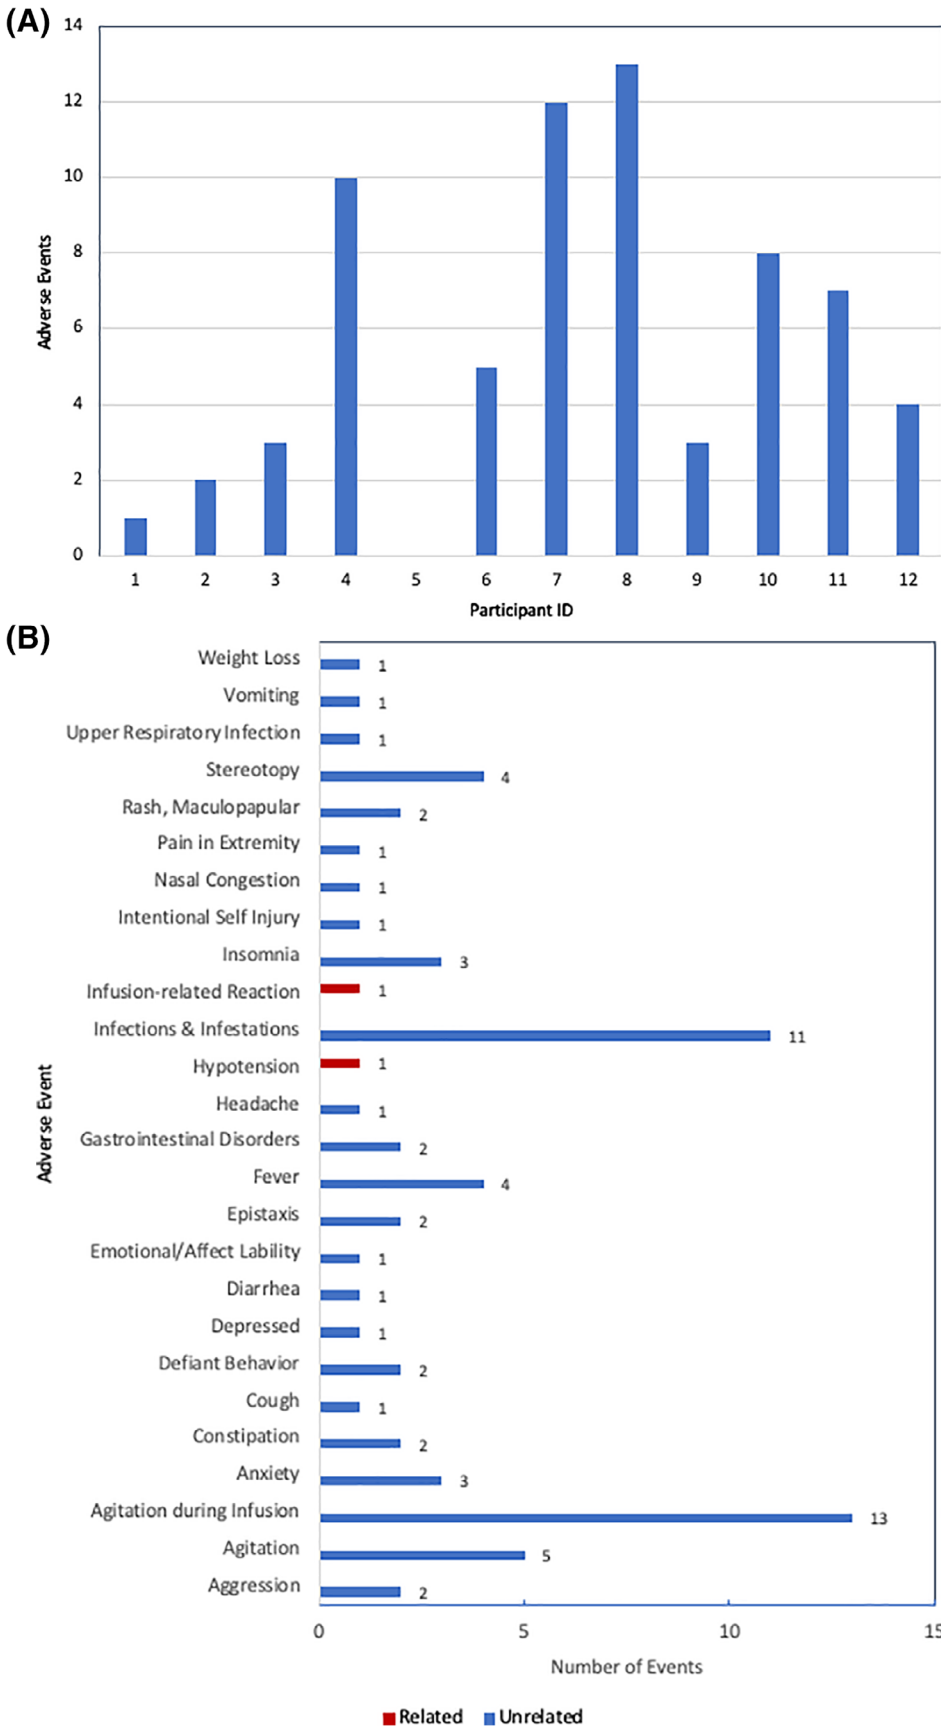 (A)
14
12
10
8
6
4
2
0
Adverse Events
1 2 3 4 5 6 7 8 9 10 11 12
Participant ID
(B)
Adverse Event
Weight Loss 1
Vomiting 1
Upper Respiratory Infection 1
Stereotopy 4
Rash, Maculopapular 2
Pain in Extremity 1
Nasal Congestion 1
Intentional Self Injury 1
Insomnia 3
Infusion-related Reaction 1
Infections & Infestations 11
Hypotension 1
Headache 1
Gastrointestinal Disorders 2
Fever 4
Epistaxis 2
Emotional/Affect Lability 1
Diarrhea 1
Depressed 1
Defiant Behavior 2
Cough 1
Constipation 2
Anxiety 3
Agitation during Infusion 13
Agitation 5
Aggression 2
0 5 10 15
Number of Events
Related Unrelated